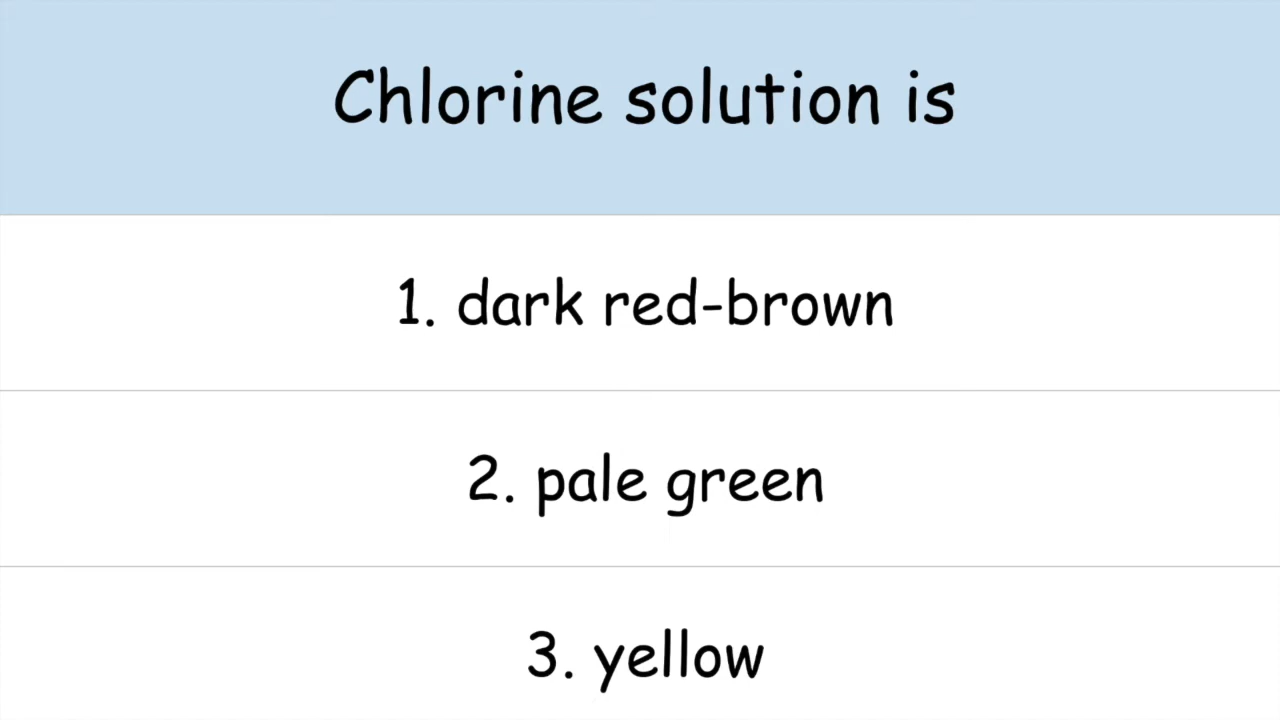 Chlorine solution is
1. dark red-brown
2. pale green
3. yellow